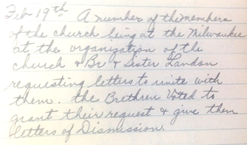 Feb 19th A number of the members
of the church being at the Milwaukee
at the organization of the
church & Br & Sister Landon
requesting letters to unite with
them. the Brethren Voted to
grant their request & give them
letters of Dismission